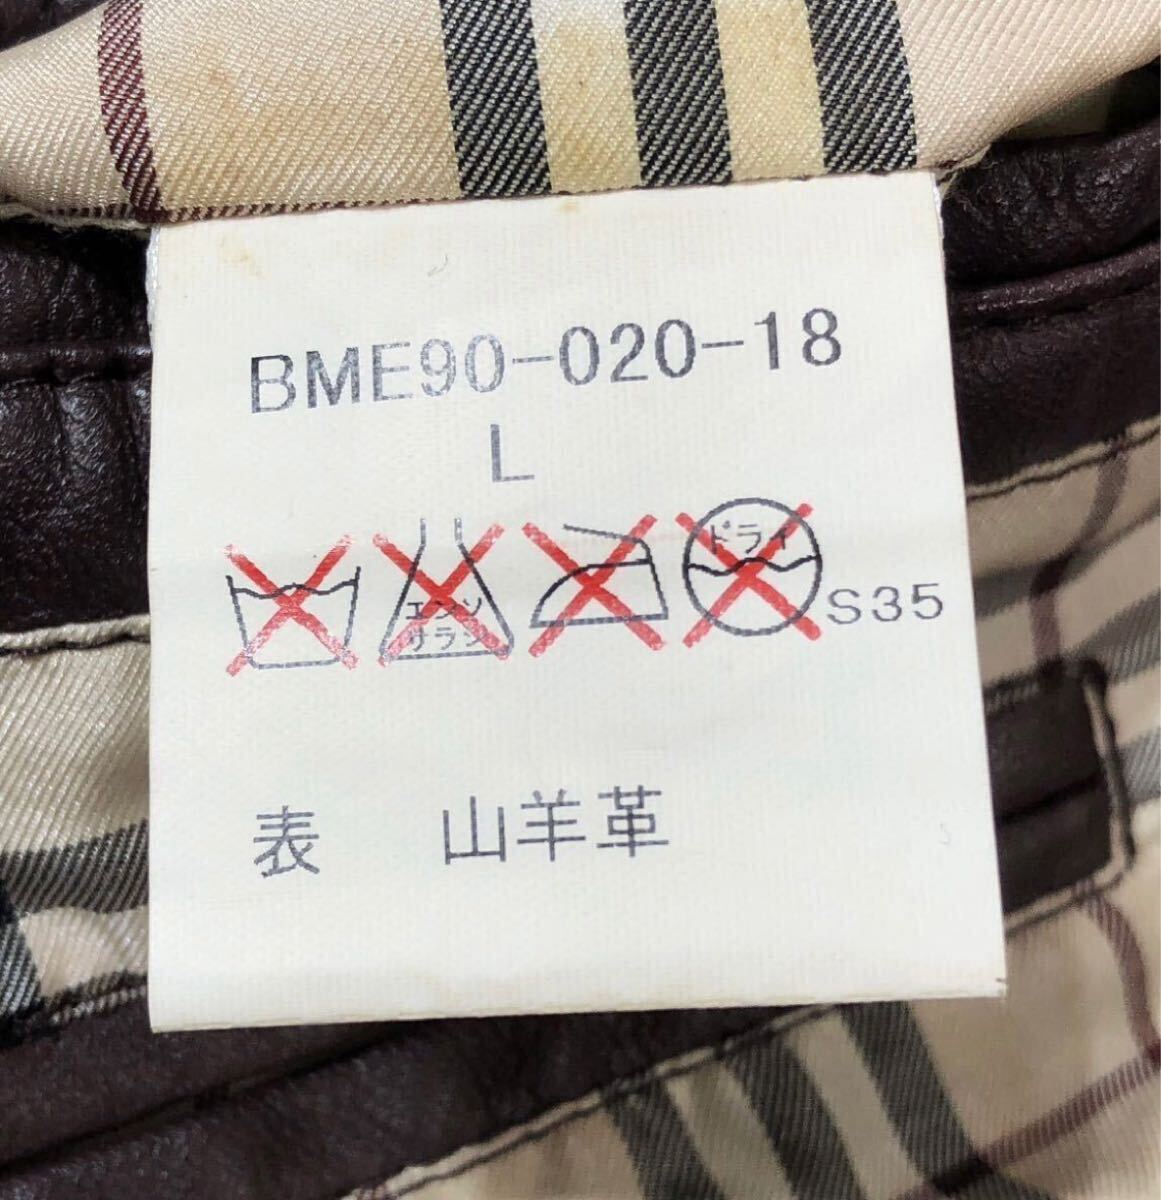 BME90-020-18
L
エンソ
サラシ
ドライ
S35
表 山羊革